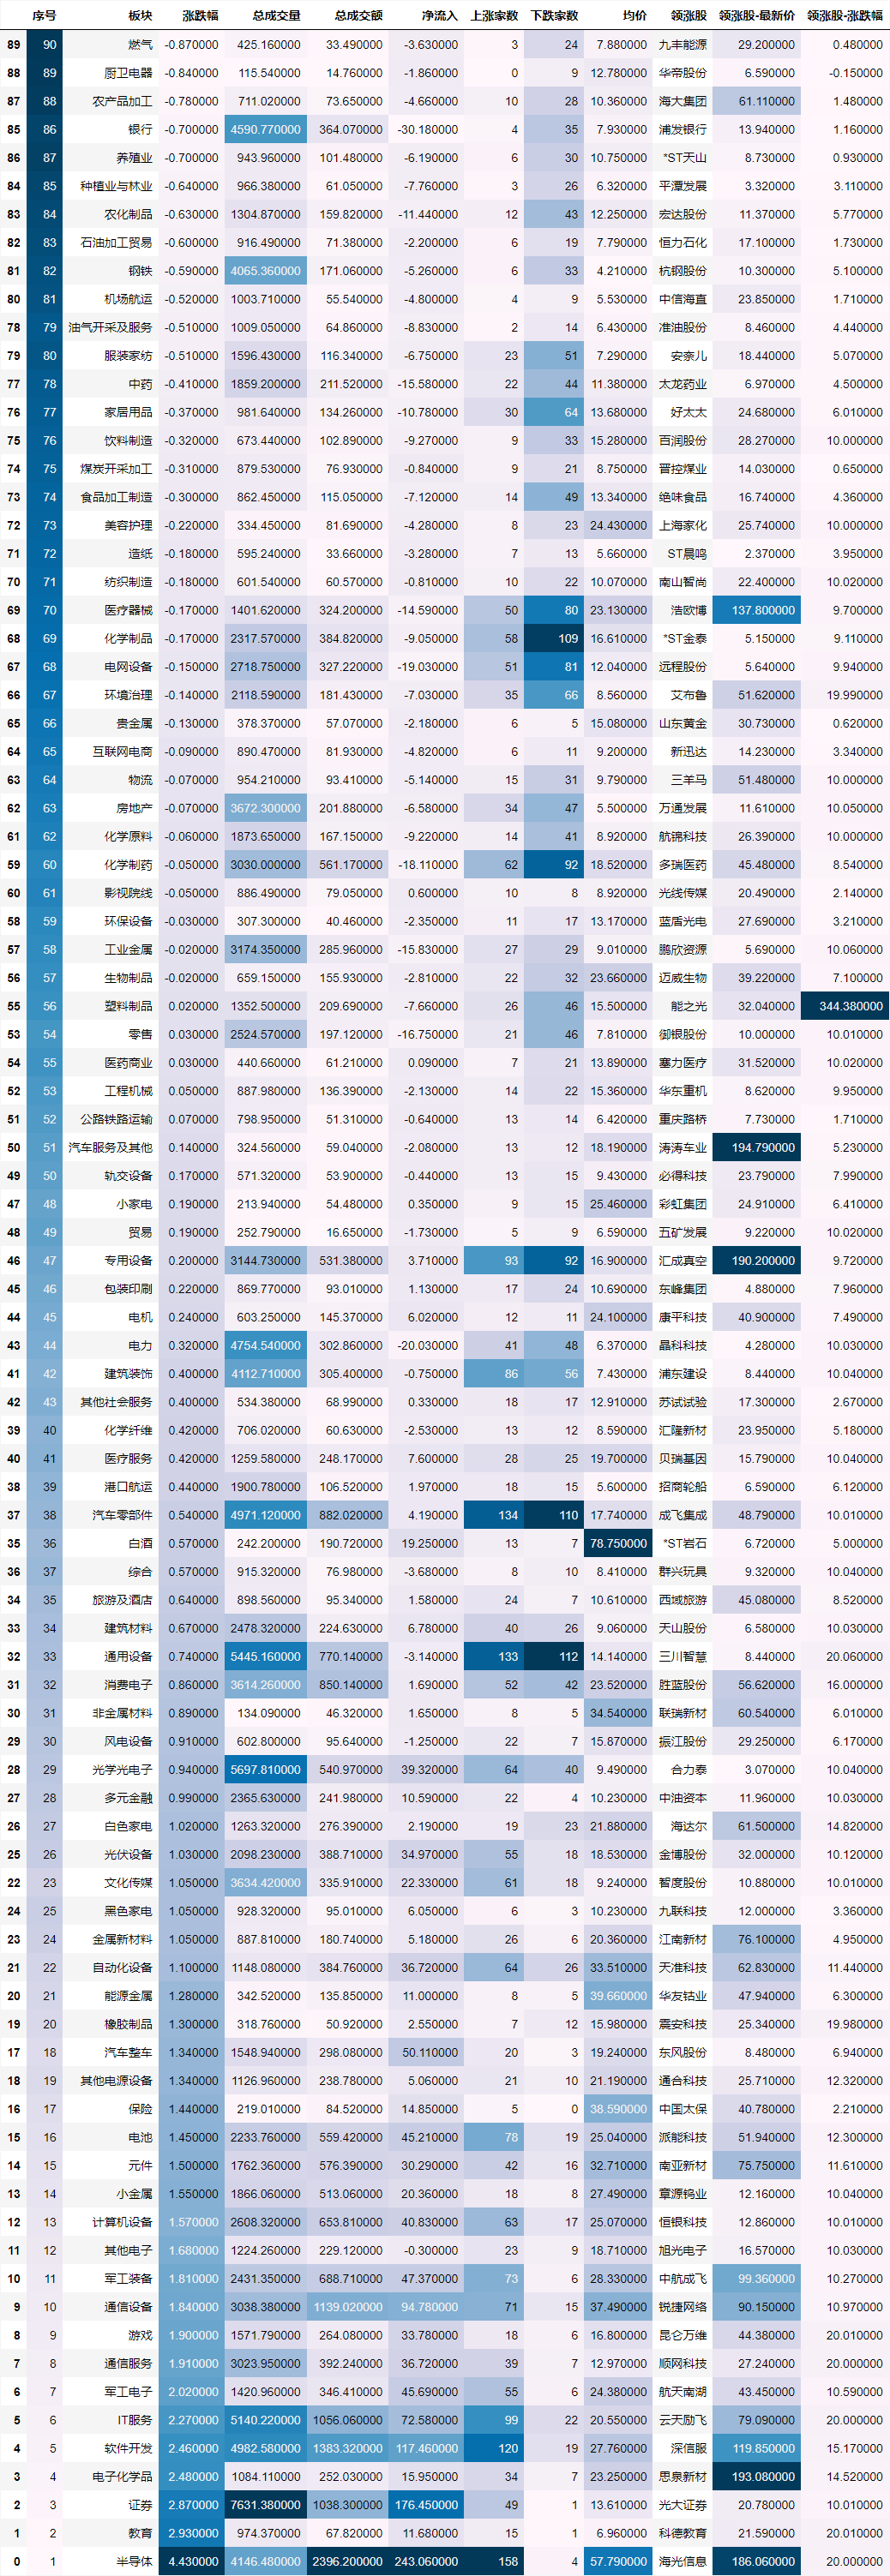 序号 板块 涨跌幅 总成交量 总成交额 净流入 上涨家数 下跌家数 均价 领涨股 领涨股-最新价 领涨股-涨跌幅
89 90 燃气 -0.870000 425.160000 33.490000 -3.630000 3 24 7.880000 九丰能源 29.200000 0.480000
88 89 厨卫电器 -0.840000 115.540000 14.760000 -1.860000 0 9 12.780000 华帝股份 6.590000 -0.150000
87 88 农产品加工 -0.780000 711.020000 73.650000 -4.660000 10 28 10.360000 海大集团 61.110000 1.480000
85 86 银行 -0.700000 4590.770000 364.070000 -30.180000 4 35 7.930000 浦发银行 13.940000 1.160000
86 87 养殖业 -0.700000 943.960000 101.480000 -6.190000 6 30 10.750000 *ST天山 8.730000 0.930000
84 85 种植业与林业 -0.640000 966.380000 61.050000 -7.760000 3 26 6.320000 平潭发展 3.320000 3.110000
83 84 农化制品 -0.630000 1304.870000 159.820000 -11.440000 12 43 12.250000 宏达股份 11.370000 5.770000
82 83 石油加工贸易 -0.600000 916.490000 71.380000 -2.200000 6 19 7.790000 恒力石化 17.100000 1.730000
81 82 钢铁 -0.590000 4065.360000 171.060000 -5.260000 6 33 4.210000 杭钢股份 10.300000 5.100000
80 81 机场航运 -0.520000 1003.710000 55.540000 -4.800000 4 9 5.530000 中信海直 23.850000 1.710000
78 79 油气开采及服务 -0.510000 1009.050000 64.860000 -8.830000 2 14 6.430000 准油股份 8.460000 4.440000
79 80 服装家纺 -0.510000 1596.430000 116.340000 -6.750000 23 51 7.290000 安奈儿 18.440000 5.070000
77 78 中药 -0.410000 1859.200000 211.520000 -15.580000 22 44 11.380000 太龙药业 6.970000 4.500000
76 77 家居用品 -0.370000 981.640000 134.260000 -10.780000 30 64 13.680000 好太太 24.680000 6.010000
75 76 饮料制造 -0.320000 673.440000 102.890000 -9.270000 9 33 15.280000 百润股份 28.270000 10.000000
74 75 煤炭开采加工 -0.310000 879.530000 76.930000 -0.840000 9 21 8.750000 晋控煤业 14.030000 0.650000
73 74 食品加工制造 -0.300000 862.450000 115.050000 -7.120000 14 49 13.340000 绝味食品 16.740000 4.360000
72 73 美容护理 -0.220000 334.450000 81.690000 -4.280000 8 23 24.430000 上海家化 25.740000 10.000000
71 72 造纸 -0.180000 595.240000 33.660000 -3.280000 7 13 5.660000 ST晨鸣 2.370000 3.950000
70 71 纺织制造 -0.180000 601.540000 60.570000 -0.810000 10 22 10.070000 南山智尚 22.400000 10.020000
69 70 医疗器械 -0.170000 1401.620000 324.200000 -14.590000 50 80 23.130000 浩欧博 137.800000 9.700000
68 69 化学制品 -0.170000 2317.570000 384.820000 -9.050000 58 109 16.610000 *ST金泰 5.150000 9.110000
67 68 电网设备 -0.150000 2718.750000 327.220000 -19.030000 51 81 12.040000 远程股份 5.640000 9.940000
66 67 环境治理 -0.140000 2118.590000 181.430000 -7.030000 35 66 8.560000 艾布鲁 51.620000 19.990000
65 66 贵金属 -0.130000 378.370000 57.070000 -2.180000 6 5 15.080000 山东黄金 30.730000 0.620000
64 65 互联网电商 -0.090000 890.470000 81.930000 -4.820000 6 11 9.200000 新迅达 14.230000 3.340000
63 64 物流 -0.070000 954.210000 93.410000 -5.140000 15 31 9.790000 三羊马 51.480000 10.000000
62 63 房地产 -0.070000 3672.300000 201.880000 -6.580000 34 47 5.500000 万通发展 11.610000 10.050000
61 62 化学原料 -0.060000 1873.650000 167.150000 -9.220000 14 41 8.920000 航锦科技 26.390000 10.000000
59 60 化学制药 -0.050000 3030.000000 561.170000 -18.110000 62 92 18.520000 多瑞医药 45.480000 8.540000
60 61 影视院线 -0.050000 886.490000 79.050000 0.600000 10 8 8.920000 光线传媒 20.490000 2.140000
58 59 环保设备 -0.030000 307.300000 40.460000 -2.350000 11 17 13.170000 蓝盾光电 27.690000 3.210000
57 58 工业金属 -0.020000 3174.350000 285.960000 -15.830000 27 29 9.010000 鹏欣资源 5.690000 10.060000
56 57 生物制品 -0.020000 659.150000 155.930000 -2.810000 22 32 23.660000 迈威生物 39.220000 7.100000
55 56 塑料制品 0.020000 1352.500000 209.690000 -7.660000 26 46 15.500000 能之光 32.040000 344.380000
53 54 零售 0.030000 2524.570000 197.120000 -16.750000 21 46 7.810000 御银股份 10.000000 10.010000
54 55 医药商业 0.030000 440.660000 61.210000 0.090000 7 21 13.890000 塞力医疗 31.520000 10.020000
52 53 工程机械 0.050000 887.980000 136.390000 -2.130000 14 22 15.360000 华东重机 8.620000 9.950000
51 52 公路铁路运输 0.070000 798.950000 51.310000 -0.640000 13 14 6.420000 重庆路桥 7.730000 1.710000
50 51 汽车服务及其他 0.140000 324.560000 59.040000 -2.080000 13 12 18.190000 涛涛车业 194.790000 5.230000
49 50 轨交设备 0.170000 571.320000 53.900000 -0.440000 13 15 9.430000 必得科技 23.790000 7.990000
47 48 小家电 0.190000 213.940000 54.480000 0.350000 9 15 25.460000 彩虹集团 24.910000 6.410000
48 49 贸易 0.190000 252.790000 16.650000 -1.730000 5 9 6.590000 五矿发展 9.220000 10.020000
46 47 专用设备 0.200000 3144.730000 531.380000 3.710000 93 92 16.900000 汇成真空 190.200000 9.720000
45 46 包装印刷 0.220000 869.770000 93.010000 1.130000 17 24 10.690000 东峰集团 4.880000 7.960000
44 45 电机 0.240000 603.250000 145.370000 6.020000 12 11 24.100000 康平科技 40.900000 7.490000
43 44 电力 0.320000 4754.540000 302.860000 -20.030000 41 48 6.370000 晶科科技 4.280000 10.030000
41 42 建筑装饰 0.400000 4112.710000 305.400000 -0.750000 86 56 7.430000 浦东建设 8.440000 10.040000
42 43 其他社会服务 0.400000 534.380000 68.990000 0.330000 18 17 12.910000 苏试试验 17.300000 2.670000
39 40 化学纤维 0.420000 706.020000 60.630000 -2.530000 13 12 8.590000 汇隆新材 23.950000 5.180000
40 41 医疗服务 0.420000 1259.580000 248.170000 7.600000 28 25 19.700000 贝瑞基因 15.790000 10.040000
38 39 港口航运 0.440000 1900.780000 106.520000 1.970000 18 15 5.600000 招商轮船 6.590000 6.120000
37 38 汽车零部件 0.540000 4971.120000 882.020000 4.190000 134 110 17.740000 成飞集成 48.790000 10.010000
35 36 白酒 0.570000 242.200000 190.720000 19.250000 13 7 78.750000 *ST岩石 6.720000 5.000000
36 37 综合 0.570000 915.320000 76.980000 -3.680000 8 10 8.410000 群兴玩具 9.320000 10.040000
34 35 旅游及酒店 0.640000 898.560000 95.340000 1.580000 24 7 10.610000 西域旅游 45.080000 8.520000
33 34 建筑材料 0.670000 2478.320000 224.630000 6.780000 40 26 9.060000 天山股份 6.580000 10.030000
32 33 通用设备 0.740000 5445.160000 770.140000 -3.140000 133 112 14.140000 三川智慧 8.440000 20.060000
31 32 消费电子 0.860000 3614.260000 850.140000 1.690000 52 42 23.520000 胜蓝股份 56.620000 16.000000
30 31 非金属材料 0.890000 134.090000 46.320000 1.650000 8 5 34.540000 联瑞新材 60.540000 6.010000
29 30 风电设备 0.910000 602.800000 95.640000 -1.250000 22 7 15.870000 振江股份 29.250000 6.170000
28 29 光学光电子 0.940000 5697.810000 540.970000 39.320000 64 40 9.490000 合力泰 3.070000 10.040000
27 28 多元金融 0.990000 2365.630000 241.980000 10.590000 22 4 10.230000 中油资本 11.960000 10.030000
26 27 白色家电 1.020000 1263.320000 276.390000 2.190000 19 23 21.880000 海达尔 61.500000 14.820000
25 26 光伏设备 1.030000 2098.230000 388.710000 34.970000 55 18 18.530000 金博股份 32.000000 10.120000
22 23 文化传媒 1.050000 3634.420000 335.910000 22.330000 61 18 9.240000 智度股份 10.880000 10.010000
24 25 黑色家电 1.050000 928.320000 95.010000 6.050000 6 3 10.230000 九联科技 12.000000 3.360000
23 24 金属新材料 1.050000 887.810000 180.740000 5.180000 26 6 20.360000 江南新材 76.100000 4.950000
21 22 自动化设备 1.100000 1148.080000 384.760000 36.720000 64 26 33.510000 天准科技 62.830000 11.440000
20 21 能源金属 1.280000 342.520000 135.850000 11.000000 8 5 39.660000 华友钴业 47.940000 6.300000
19 20 橡胶制品 1.300000 318.760000 50.920000 2.550000 7 12 15.980000 震安科技 25.340000 19.980000
17 18 汽车整车 1.340000 1548.940000 298.080000 50.110000 20 3 19.240000 东风股份 8.480000 6.940000
18 19 其他电源设备 1.340000 1126.960000 238.780000 5.060000 21 10 21.190000 通合科技 25.710000 12.320000
16 17 保险 1.440000 219.010000 84.520000 14.850000 5 0 38.590000 中国太保 40.780000 2.210000
15 16 电池 1.450000 2233.760000 559.420000 45.210000 78 19 25.040000 派能科技 51.940000 12.300000
14 15 元件 1.500000 1762.360000 576.390000 30.290000 42 16 32.710000 南亚新材 75.750000 11.610000
13 14 小金属 1.550000 1866.060000 513.060000 20.360000 18 8 27.490000 章源钨业 12.160000 10.040000
12 13 计算机设备 1.570000 2608.320000 653.810000 40.830000 63 17 25.070000 恒银科技 12.860000 10.010000
11 12 其他电子 1.680000 1224.260000 229.120000 -0.300000 23 9 18.710000 旭光电子 16.570000 10.030000
10 11 军工装备 1.810000 2431.350000 688.710000 47.370000 73 6 28.330000 中航成飞 99.360000 10.270000
9 10 通信设备 1.840000 3038.380000 1139.020000 94.780000 71 15 37.490000 锐捷网络 90.150000 10.970000
8 9 游戏 1.900000 1571.790000 264.080000 33.780000 18 6 16.800000 昆仑万维 44.380000 20.010000
7 8 通信服务 1.910000 3023.950000 392.240000 36.720000 39 7 12.970000 顺网科技 27.240000 20.000000
6 7 军工电子 2.020000 1420.960000 346.410000 45.690000 55 6 24.380000 航天南湖 43.450000 10.590000
5 6 IT服务 2.270000 5140.220000 1056.060000 72.580000 99 22 20.550000 云天励飞 79.090000 20.000000
4 5 软件开发 2.460000 4982.580000 1383.320000 117.460000 120 19 27.760000 深信服 119.850000 15.170000
3 4 电子化学品 2.480000 1084.110000 252.030000 15.950000 34 7 23.250000 思泉新材 193.080000 14.520000
2 3 证券 2.870000 7631.380000 1038.300000 176.450000 49 1 13.610000 光大证券 20.780000 10.010000
1 2 教育 2.930000 974.370000 67.820000 11.680000 15 1 6.960000 科德教育 21.590000 20.010000
0 1 半导体 4.430000 4146.480000 2396.200000 243.060000 158 4 57.790000 海光信息 186.060000 20.000000